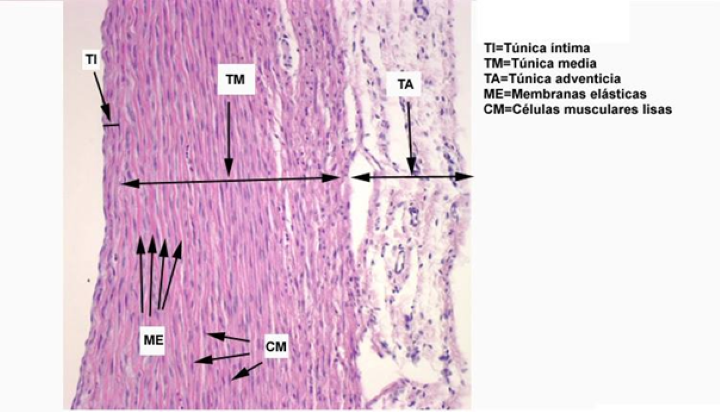 TI
TM
TA
ME
CM
TI=Túnica íntima
TM=Túnica media
TA=Túnica adventicia
ME=Membranas elásticas
CM=Células musculares lisas